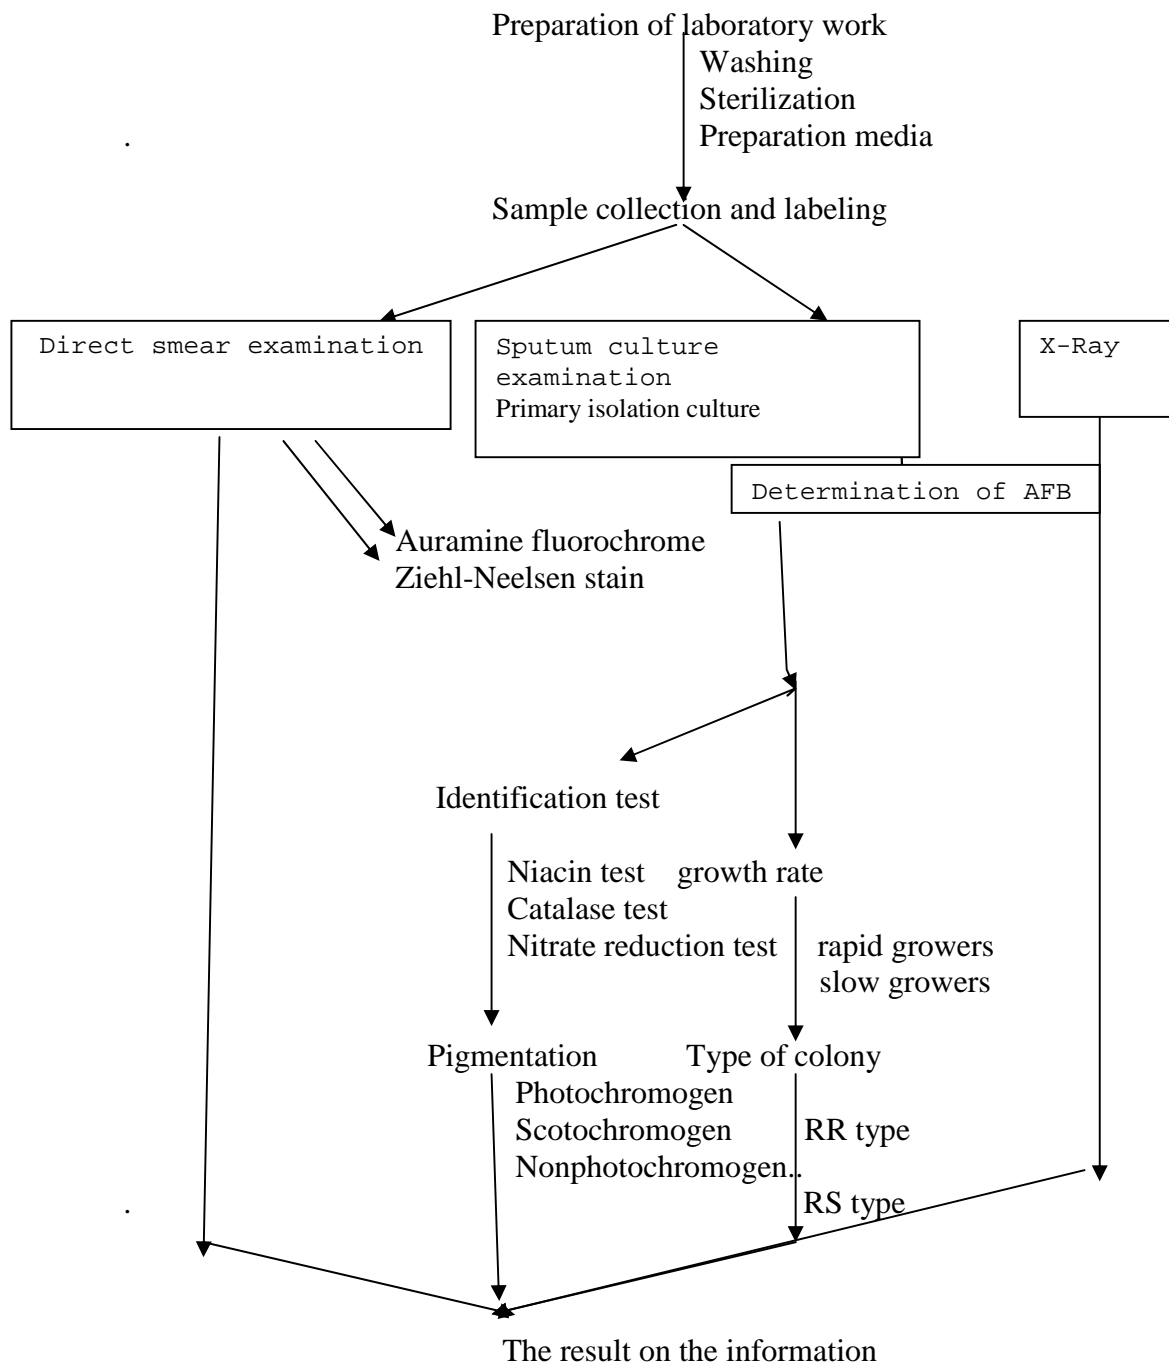 Preparation of laboratory work
Washing
Sterilization
. Preparation media
Sample collection and labeling
Direct smear examination
Sputum culture
examination
Primary isolation culture
X-Ray
Determination of AFB
Auramine fluorochrome
Ziehl-Neelsen stain
Identification test
Niacin test growth rate
Catalase test
Nitrate reduction test rapid growers
slow growers
Pigmentation Type of colony
Photochromogen
Scotochromogen RR type
Nonphotochromogen..
. RS type
The result on the information